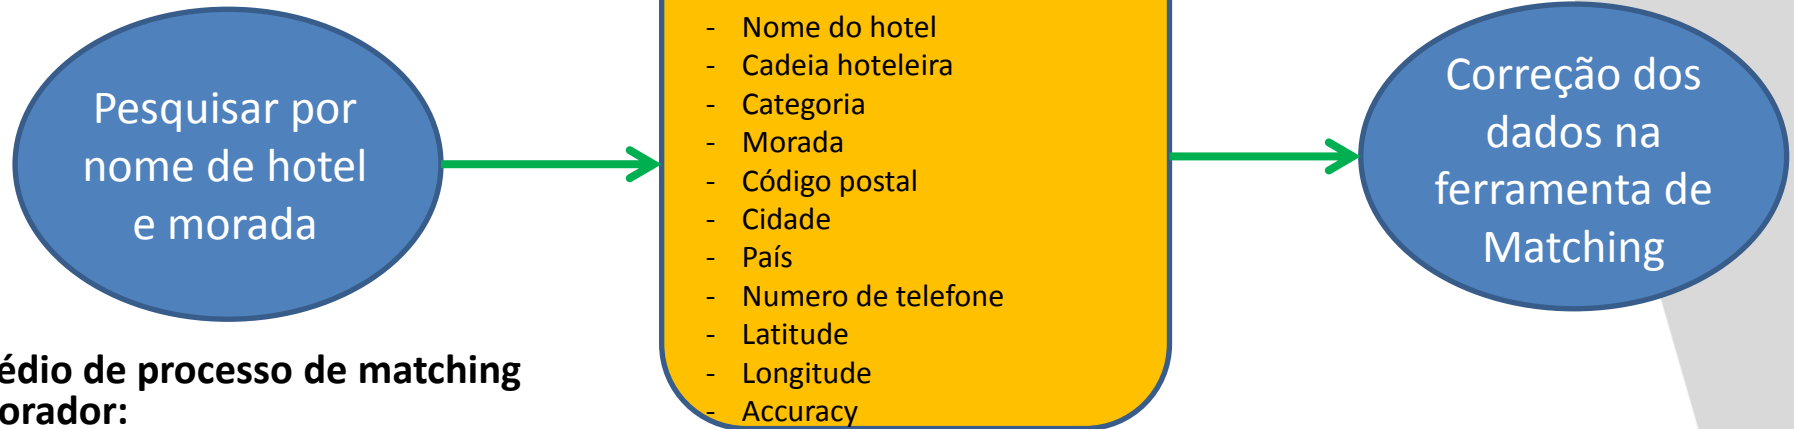 Pesquisar por
nome de hotel
e morada
- Nome do hotel
- Cadeia hoteleira
- Categoria
- Morada
- Código postal
- Cidade
- País
- Numero de telefone
- Latitude
- Longitude
- Accuracy
Correção dos
dados na
ferramenta de
Matching
édio de processo de matching
orador: